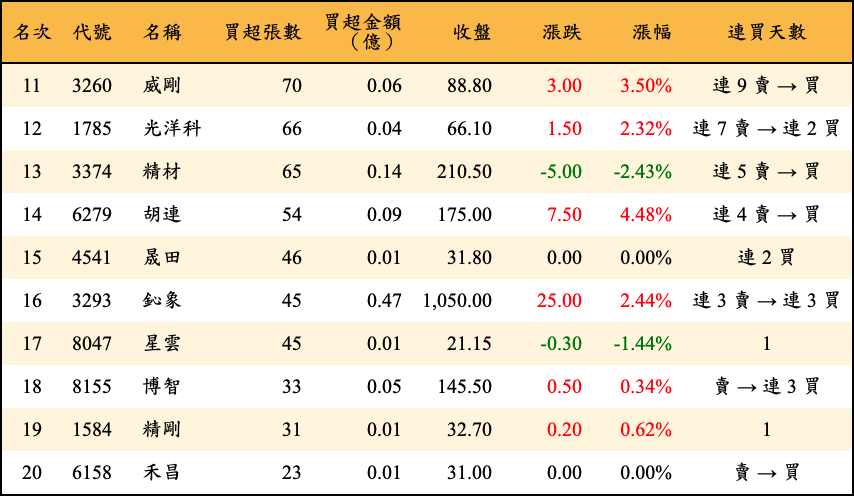 名次 代號 名稱 買超張數 買超金額（億） 收盤 漲跌 漲幅 連買天數
11 3260 威剛 70 0.06 88.80 3.00 3.50% 連 9 賣 → 買
12 1785 光洋科 66 0.04 66.10 1.50 2.32% 連 7 賣 → 連 2 買
13 3374 精材 65 0.14 210.50 -5.00 -2.43% 連 5 賣 → 買
14 6279 胡連 54 0.09 175.00 7.50 4.48% 連 4 賣 → 買
15 4541 晟田 46 0.01 31.80 0.00 0.00% 連 2 買
16 3293 鈊象 45 0.47 1,050.00 25.00 2.44% 連 3 賣 → 連 3 買
17 8047 星雲 45 0.01 21.15 -0.30 -1.44% 1
18 8155 博智 33 0.05 145.50 0.50 0.34% 賣 → 連 3 買
19 1584 精剛 31 0.01 32.70 0.20 0.62% 1
20 6158 禾昌 23 0.01 31.00 0.00 0.00% 賣 → 買